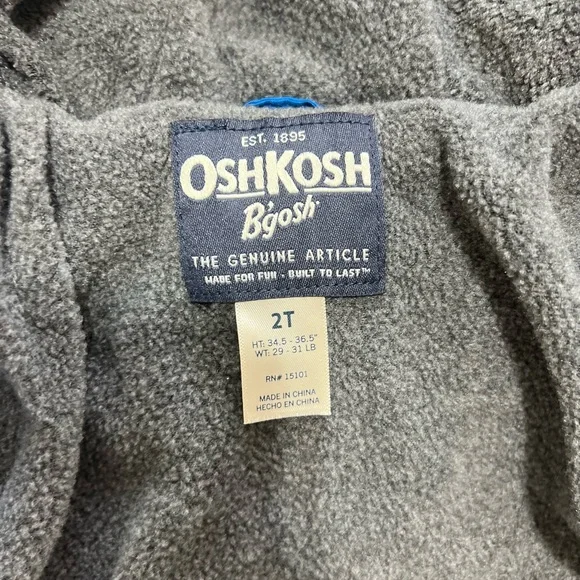 EST. 1895
OSHKOSH
B'gosh
THE GENUINE ARTICLE
MADE FOR FUN - BUILT TO LAST™
2T
HT: 34.5 - 36.5"
WT: 29 - 31 LB
RN# 15101
MADE IN CHINA
HECHO EN CHINA